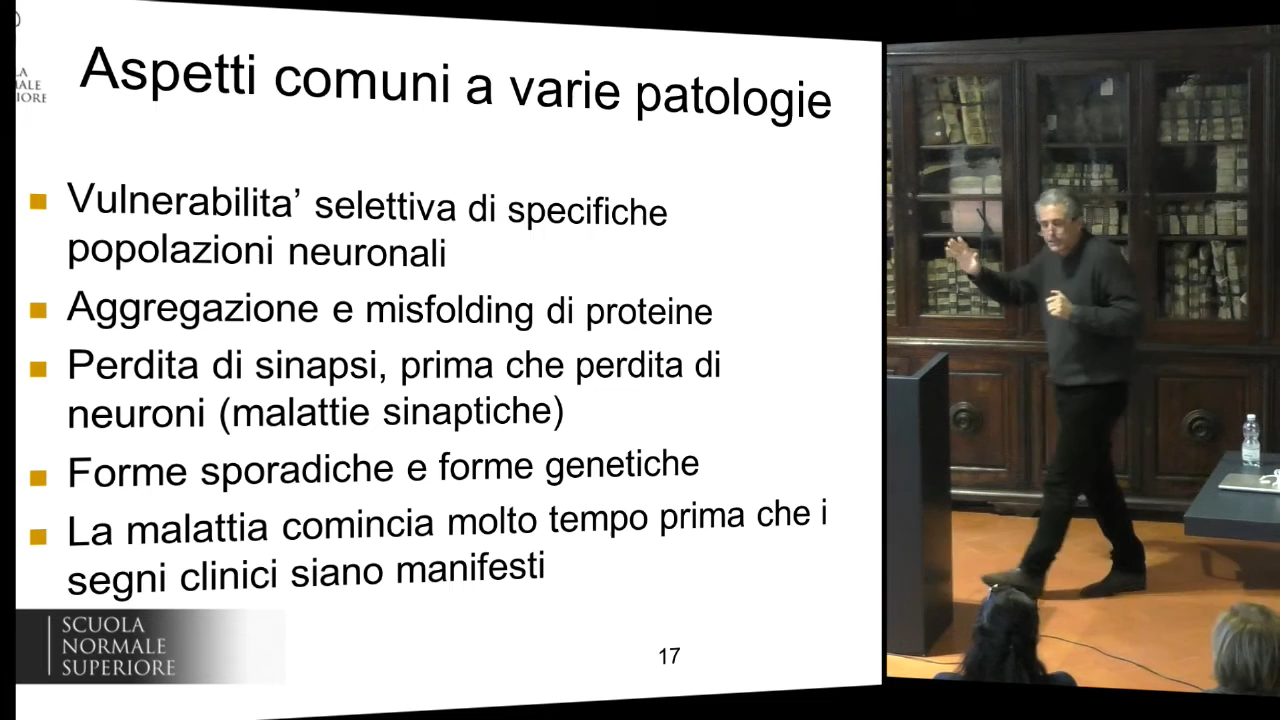 Aspetti comuni a varie patologie
Vulnerabilita’ selettiva di specifiche
popolazioni neuronali
Aggregazione e misfolding di proteine
Perdita di sinapsi, prima che perdita di
neuroni (malattie sinaptiche)
Forme sporadiche e forme genetiche
La malattia comincia molto tempo prima che i
segni clinici siano manifesti
SCUOLA
NORMALE
SUPERIORE
17